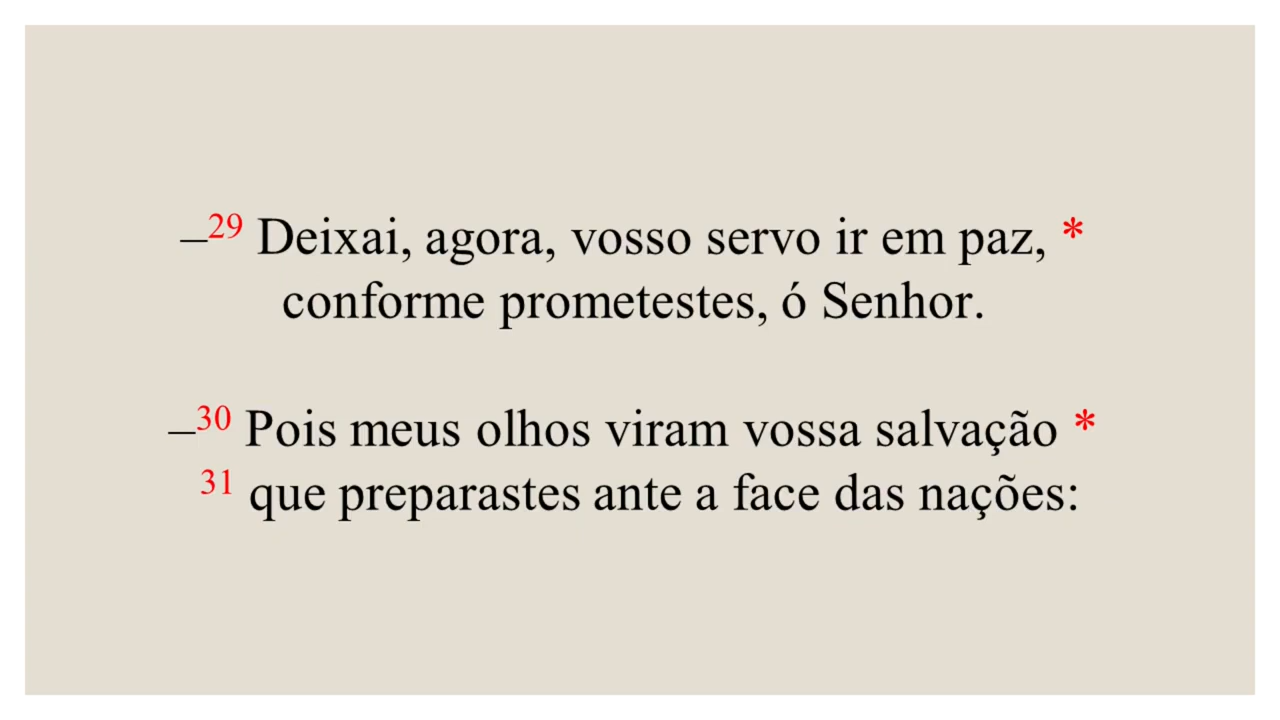 –29 Deixai, agora, vosso servo ir em paz, *
conforme prometestes, ó Senhor.
–30 Pois meus olhos viram vossa salvação *
31 que preparastes ante a face das nações: